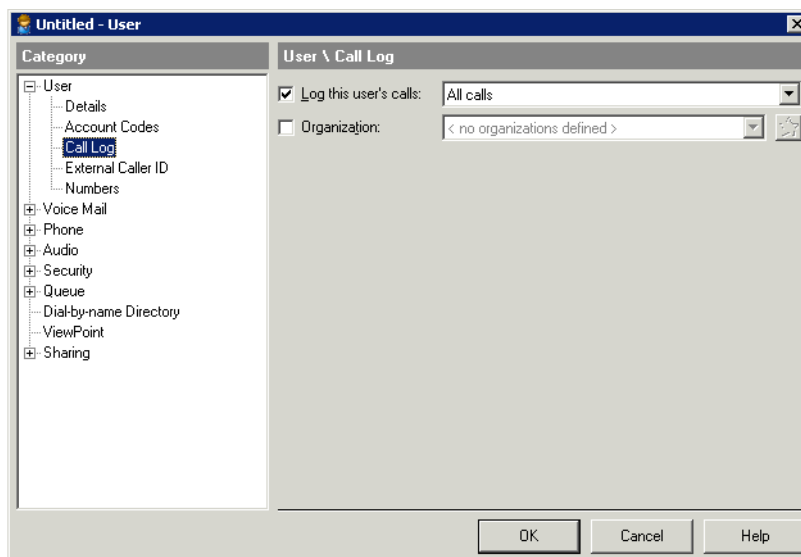 Untitled - User
Category
User
Details
Account Codes
Call Log
External Caller ID
Numbers
Voice Mail
Phone
Audio
Security
Queue
Dial-by-name Directory
ViewPoint
Sharing
User \ Call Log
Log this user's calls: All calls
Organization: < no organizations defined >
OK Cancel Help